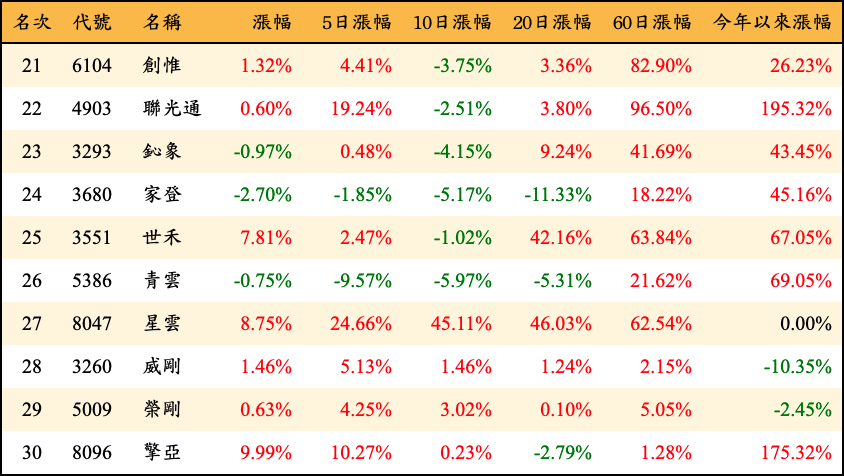 名次 代號 名稱 漲幅 5日漲幅 10日漲幅 20日漲幅 60日漲幅 今年以來漲幅
21 6104 創惟 1.32% 4.41% -3.75% 3.36% 82.90% 26.23%
22 4903 聯光通 0.60% 19.24% -2.51% 3.80% 96.50% 195.32%
23 3293 鈊象 -0.97% 0.48% -4.15% 9.24% 41.69% 43.45%
24 3680 家登 -2.70% -1.85% -5.17% -11.33% 18.22% 45.16%
25 3551 世禾 7.81% 2.47% -1.02% 42.16% 63.84% 67.05%
26 5386 青雲 -0.75% -9.57% -5.97% -5.31% 21.62% 69.05%
27 8047 星雲 8.75% 24.66% 45.11% 46.03% 62.54% 0.00%
28 3260 威剛 1.46% 5.13% 1.46% 1.24% 2.15% -10.35%
29 5009 榮剛 0.63% 4.25% 3.02% 0.10% 5.05% -2.45%
30 8096 擎亞 9.99% 10.27% 0.23% -2.79% 1.28% 175.32%